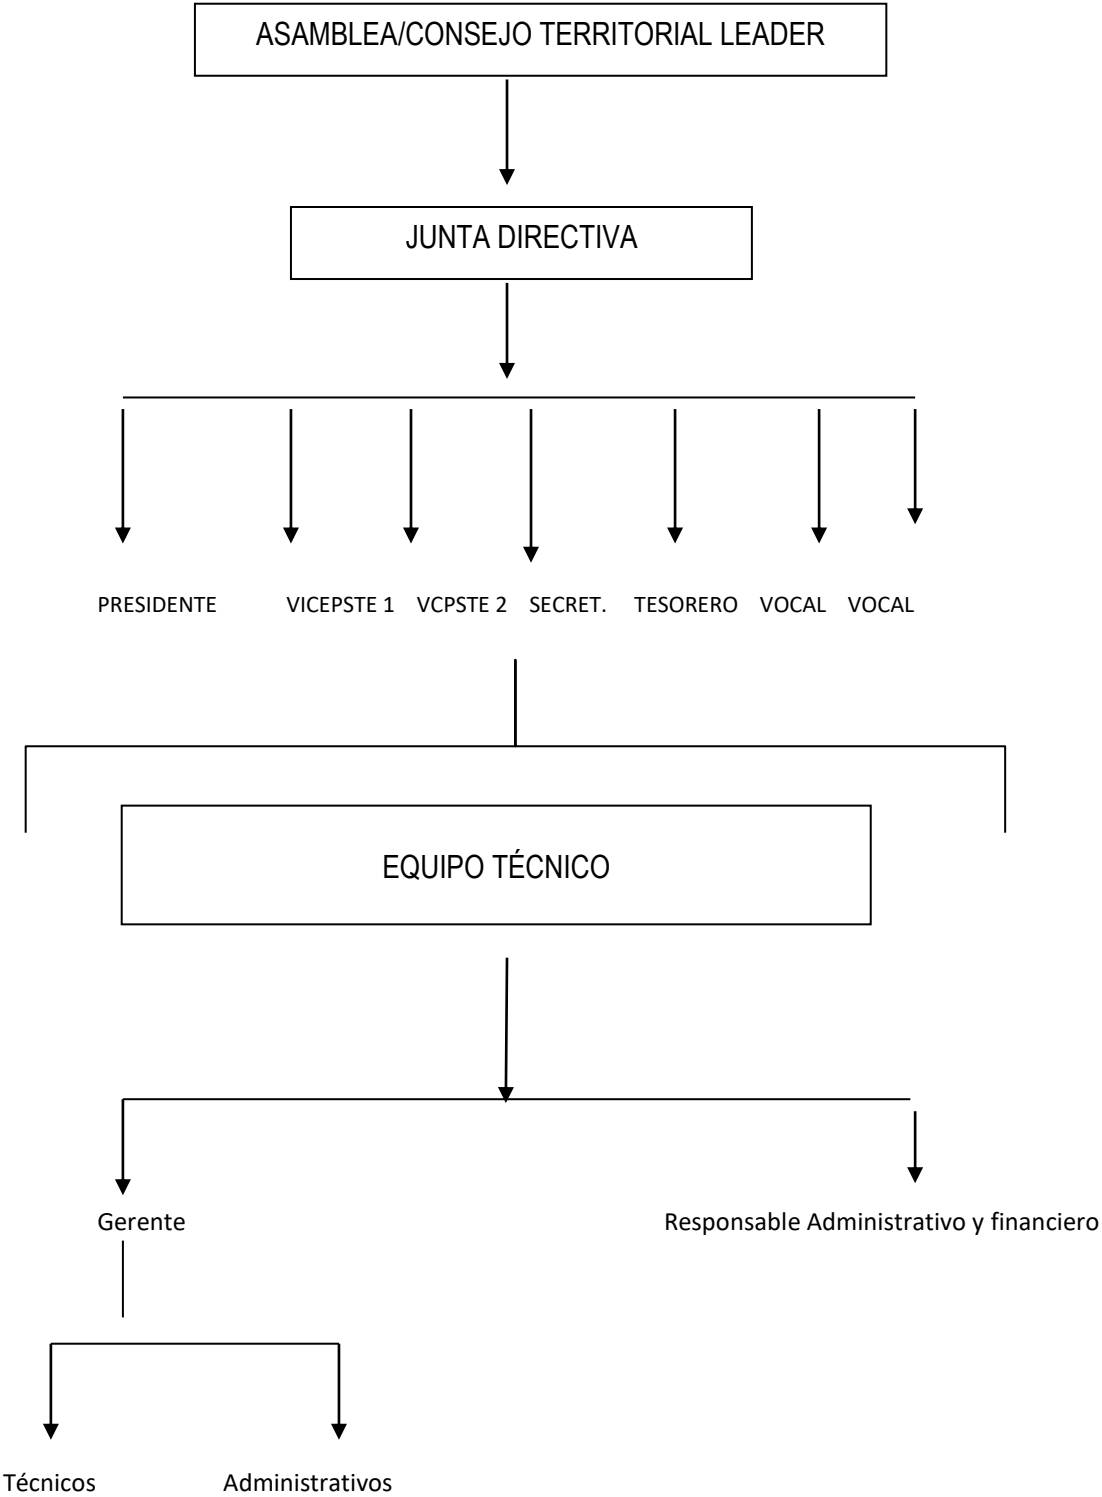 ASAMBLEA/CONSEJO TERRITORIAL LEADER
JUNTA DIRECTIVA
PRESIDENTE VICEPSTE 1 VCPSTE 2 SECRET. TESORERO VOCAL VOCAL
EQUIPO TÉCNICO
Gerente Responsable Administrativo y financiero
Técnicos Administrativos